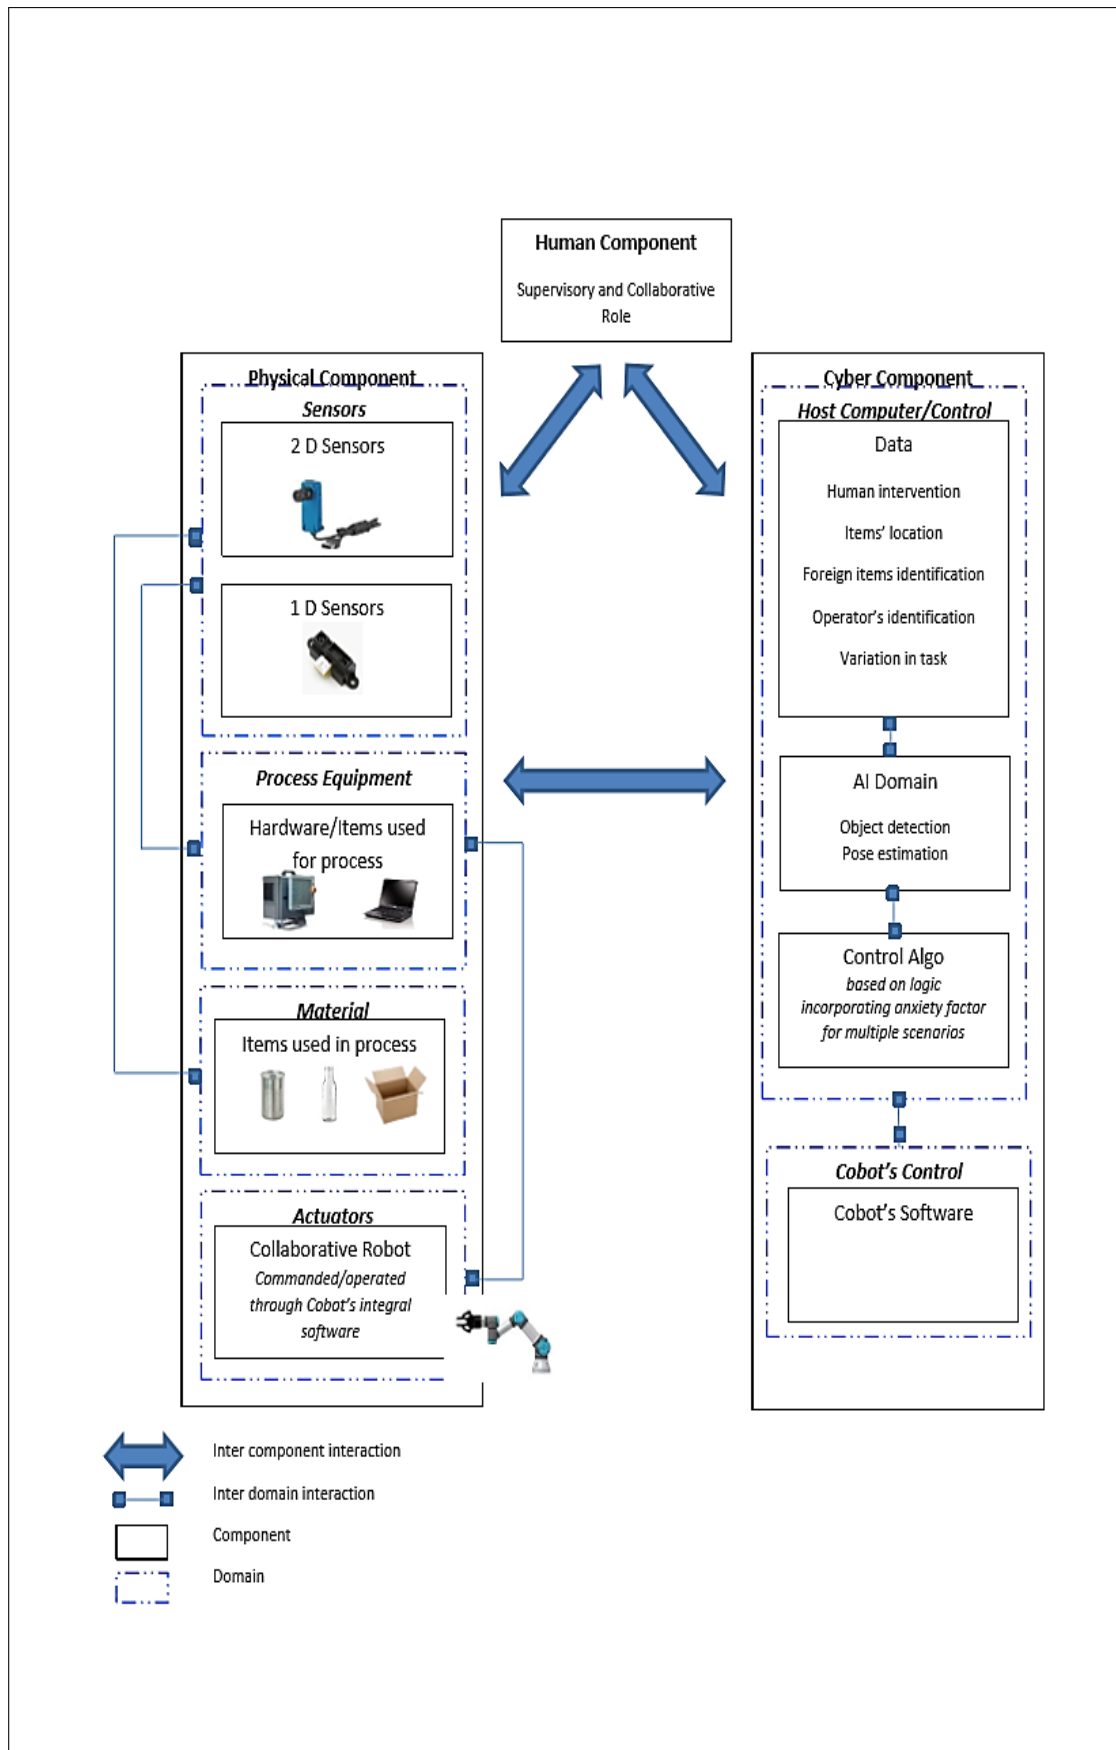 Human Component
Supervisory and Collaborative
Role
Physical Component
Sensors
2 D Sensors
1 D Sensors
Process Equipment
Hardware/Items used
for process
Material
Items used in process
Actuators
Collaborative Robot
Commanded/operated
through Cobot's integral
software
Cyber Component
Host Computer/Control
Data
Human intervention
Items' location
Foreign items identification
Operator's identification
Variation in task
AI Domain
Object detection
Pose estimation
Control Algo
based on logic
incorporating anxiety factor
for multiple scenarios
Cobot's Control
Cobot's Software
Inter component interaction
Inter domain interaction
Component
Domain